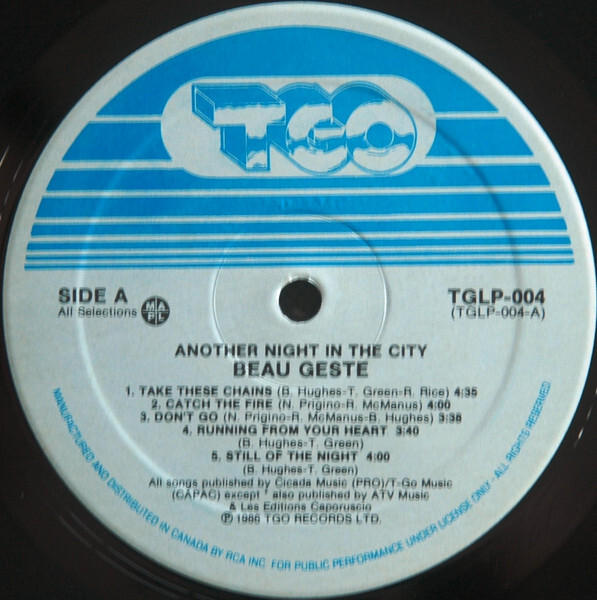 TGO
SIDE A
All Selections MAPL
TGLP-004
(TGLP-004-A)
ANOTHER NIGHT IN THE CITY
BEAU GESTE
1. TAKE THESE CHAINS (B. Hughes-T. Green-R. Rice) 4:35
2. CATCH THE FIRE (N. Prigino-R. McManus) 4:00
3. DON'T GO (N. Prigino-R. McManus-B. Hughes) 3:38
4. RUNNING FROM YOUR HEART 3:40
(B. Hughes-T. Green)
5. STILL OF THE NIGHT 4:00
(B. Hughes-T. Green)
All songs published by Cicada Music (PRO)/T-Go Music
(CAPAC) except also published by ATV Music
& Les Editions Caporuscio
℗ 1986 TGO RECORDS LTD.
MANUFACTURED AND DISTRIBUTED IN CANADA BY RCA INC. FOR PUBLIC PERFORMANCE UNDER LICENSE ONLY - ALL RIGHTS RESERVED